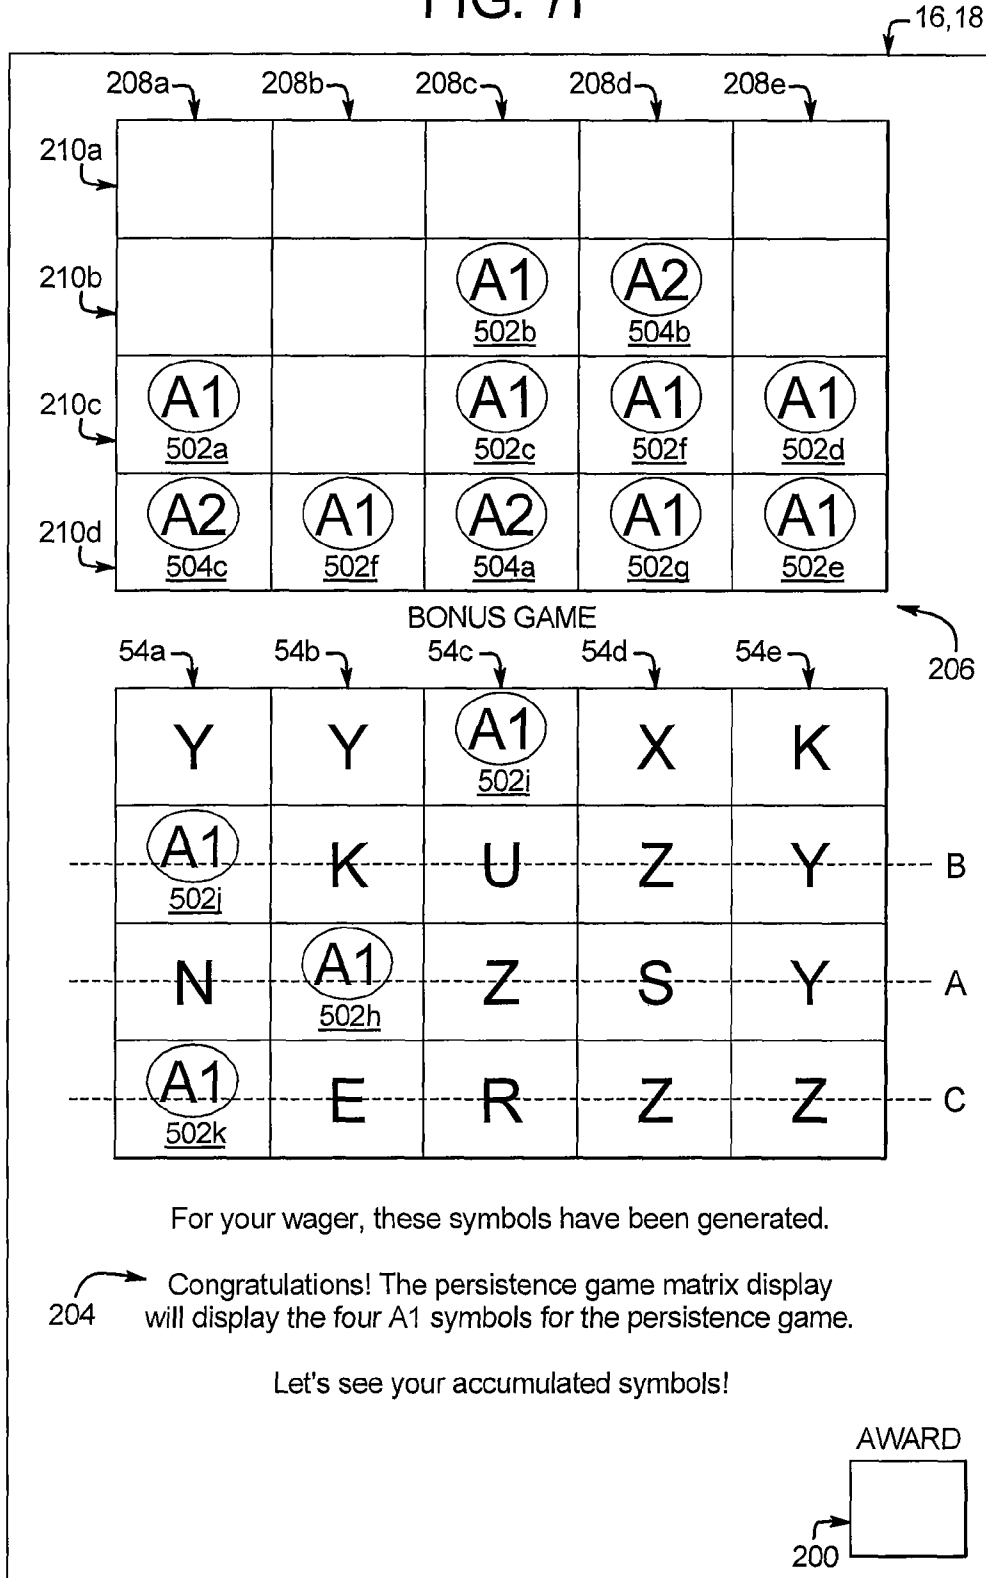 16,18
208a 208b 208c 208d 208e
210a
210b A1 A2
502b 504b
210c A1 A1 A1 A1
502a 502c 502f 502d
210d A2 A1 A2 A1 A1
504c 502f 504a 502g 502e
BONUS GAME
206
54a 54b 54c 54d 54e
Y Y A1 X K
502i
A1 K U Z Y B
502j
N A1 Z S Y A
502h
A1 E R Z Z C
502k
For your wager, these symbols have been generated.
204 Congratulations! The persistence game matrix display
will display the four A1 symbols for the persistence game.
Let's see your accumulated symbols!
AWARD
200